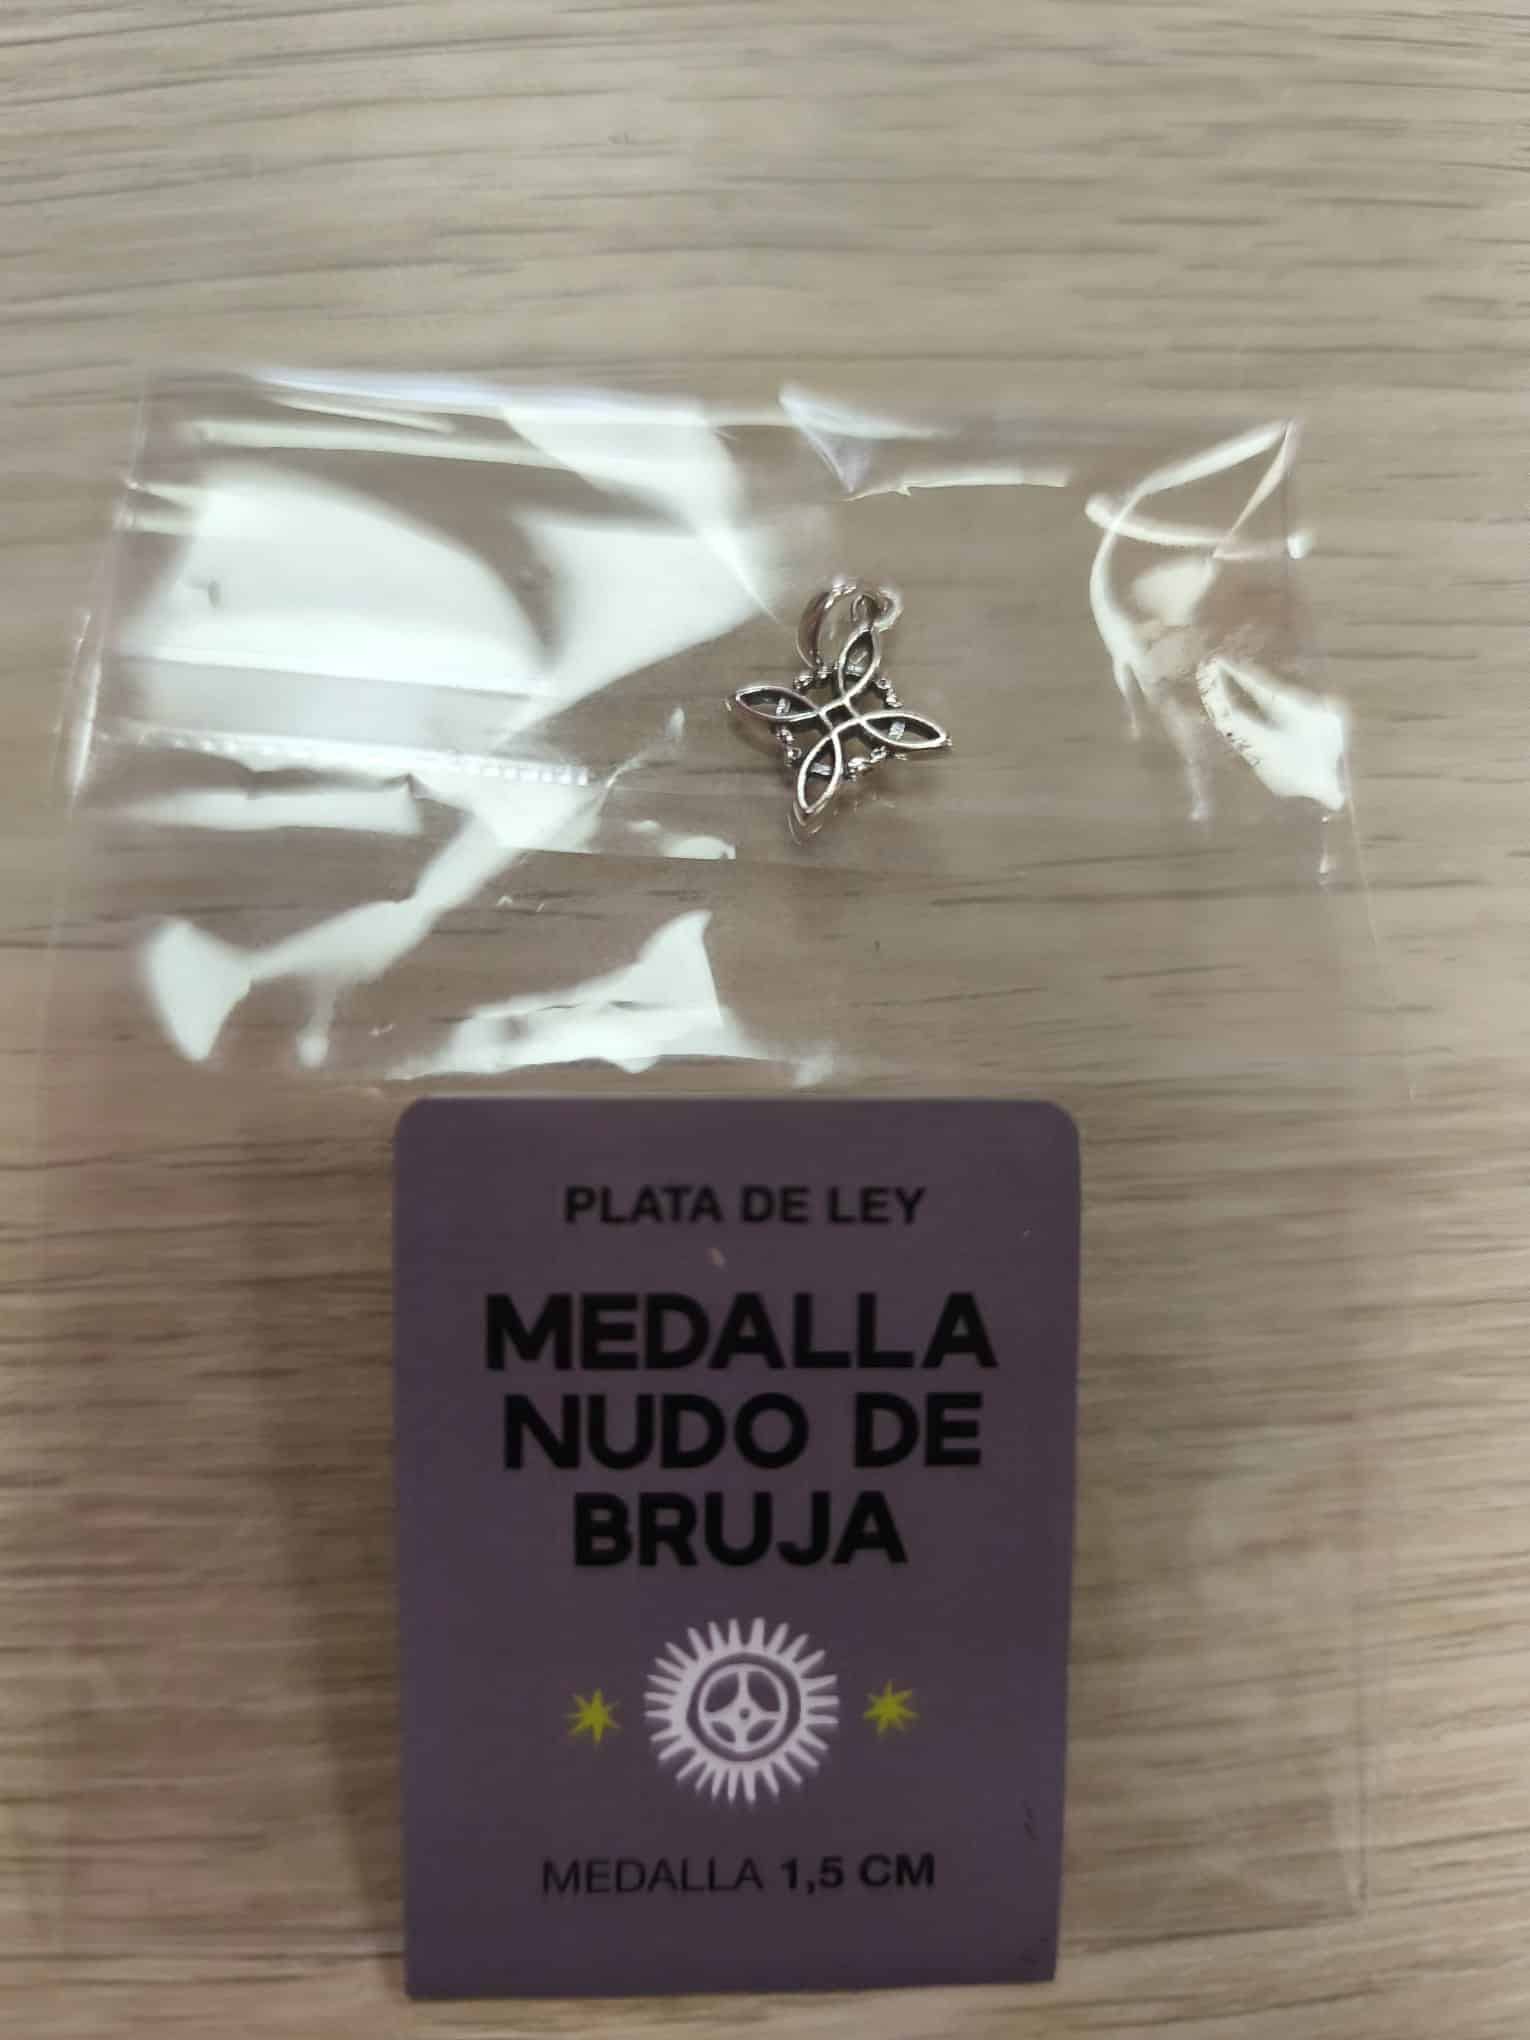 PLATA DE LEY
MEDALLA
NUDO DE
BRUJA
MEDALLA 1,5 CM